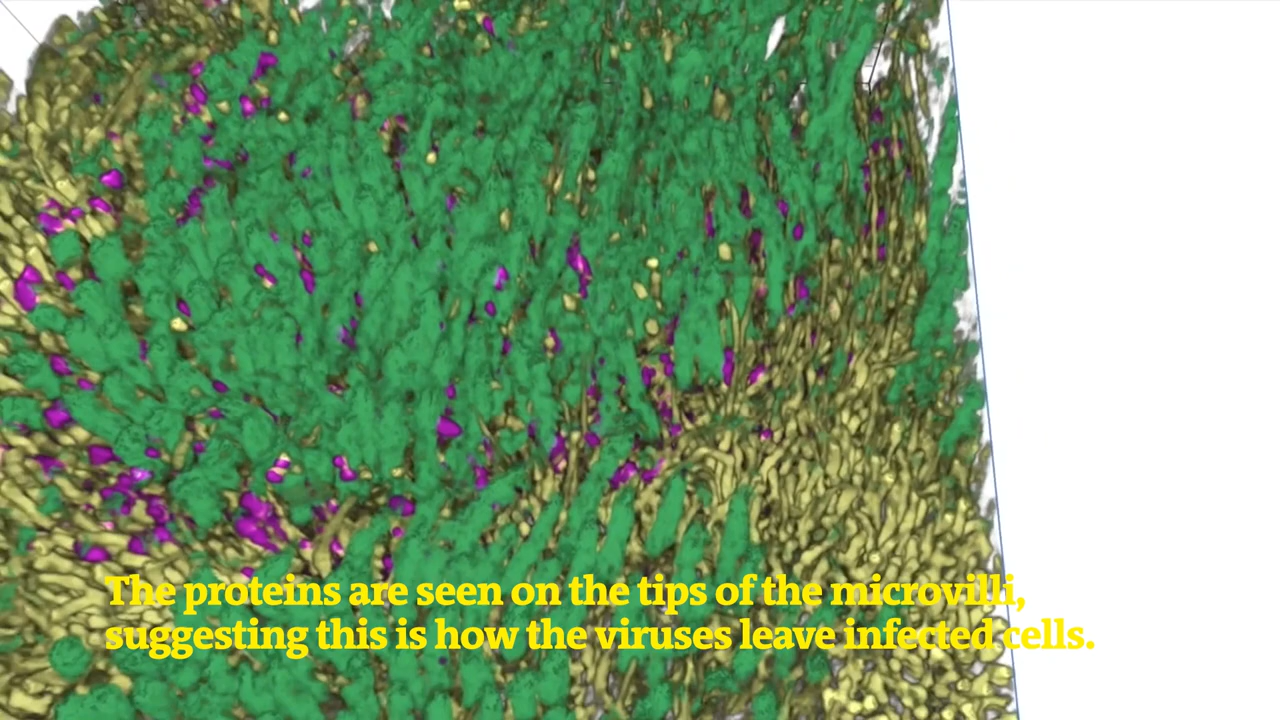 The proteins are seen on the tips of the microvilli,
suggesting this is how the viruses leave infected cells.